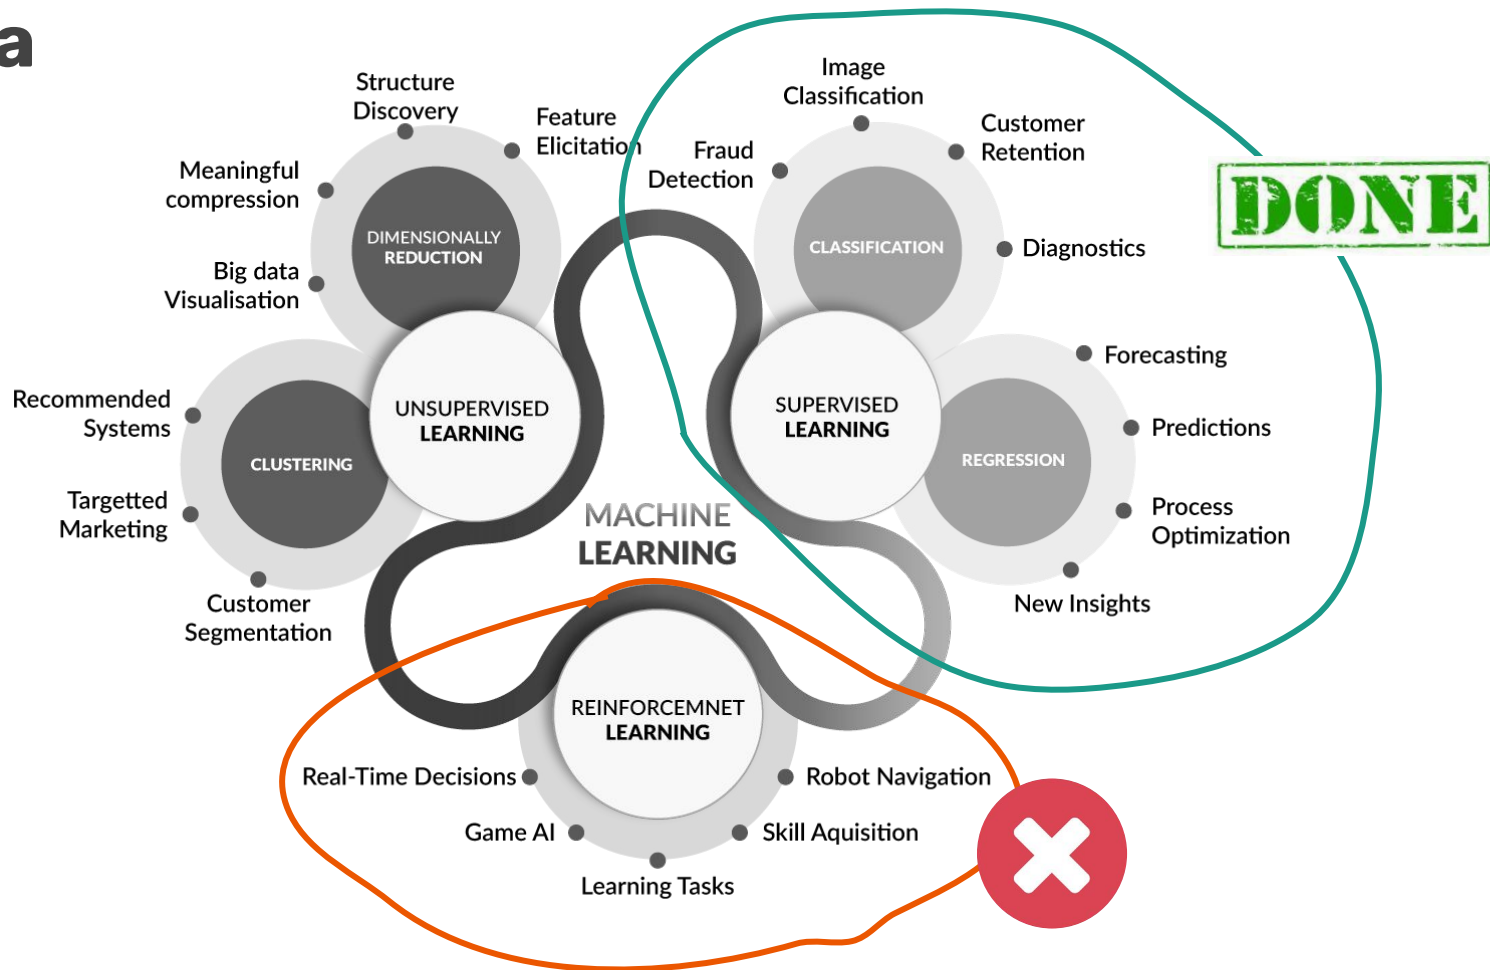 a
Structure
Discovery
Feature
Elicitation
Meaningful
compression
Big data
Visualisation
DIMENSIONALLY
REDUCTION
Recommended
Systems
Targetted
Marketing
Customer
Segmentation
CLUSTERING
UNSUPERVISED
LEARNING
Image
Classification
Customer
Retention
Fraud
Detection
Diagnostics
CLASSIFICATION
DONE
SUPERVISED
LEARNING
Forecasting
Predictions
Process
Optimization
New Insights
REGRESSION
MACHINE
LEARNING
REINFORCEMNET
LEARNING
Real-Time Decisions
Game AI
Learning Tasks
Skill Aquisition
Robot Navigation